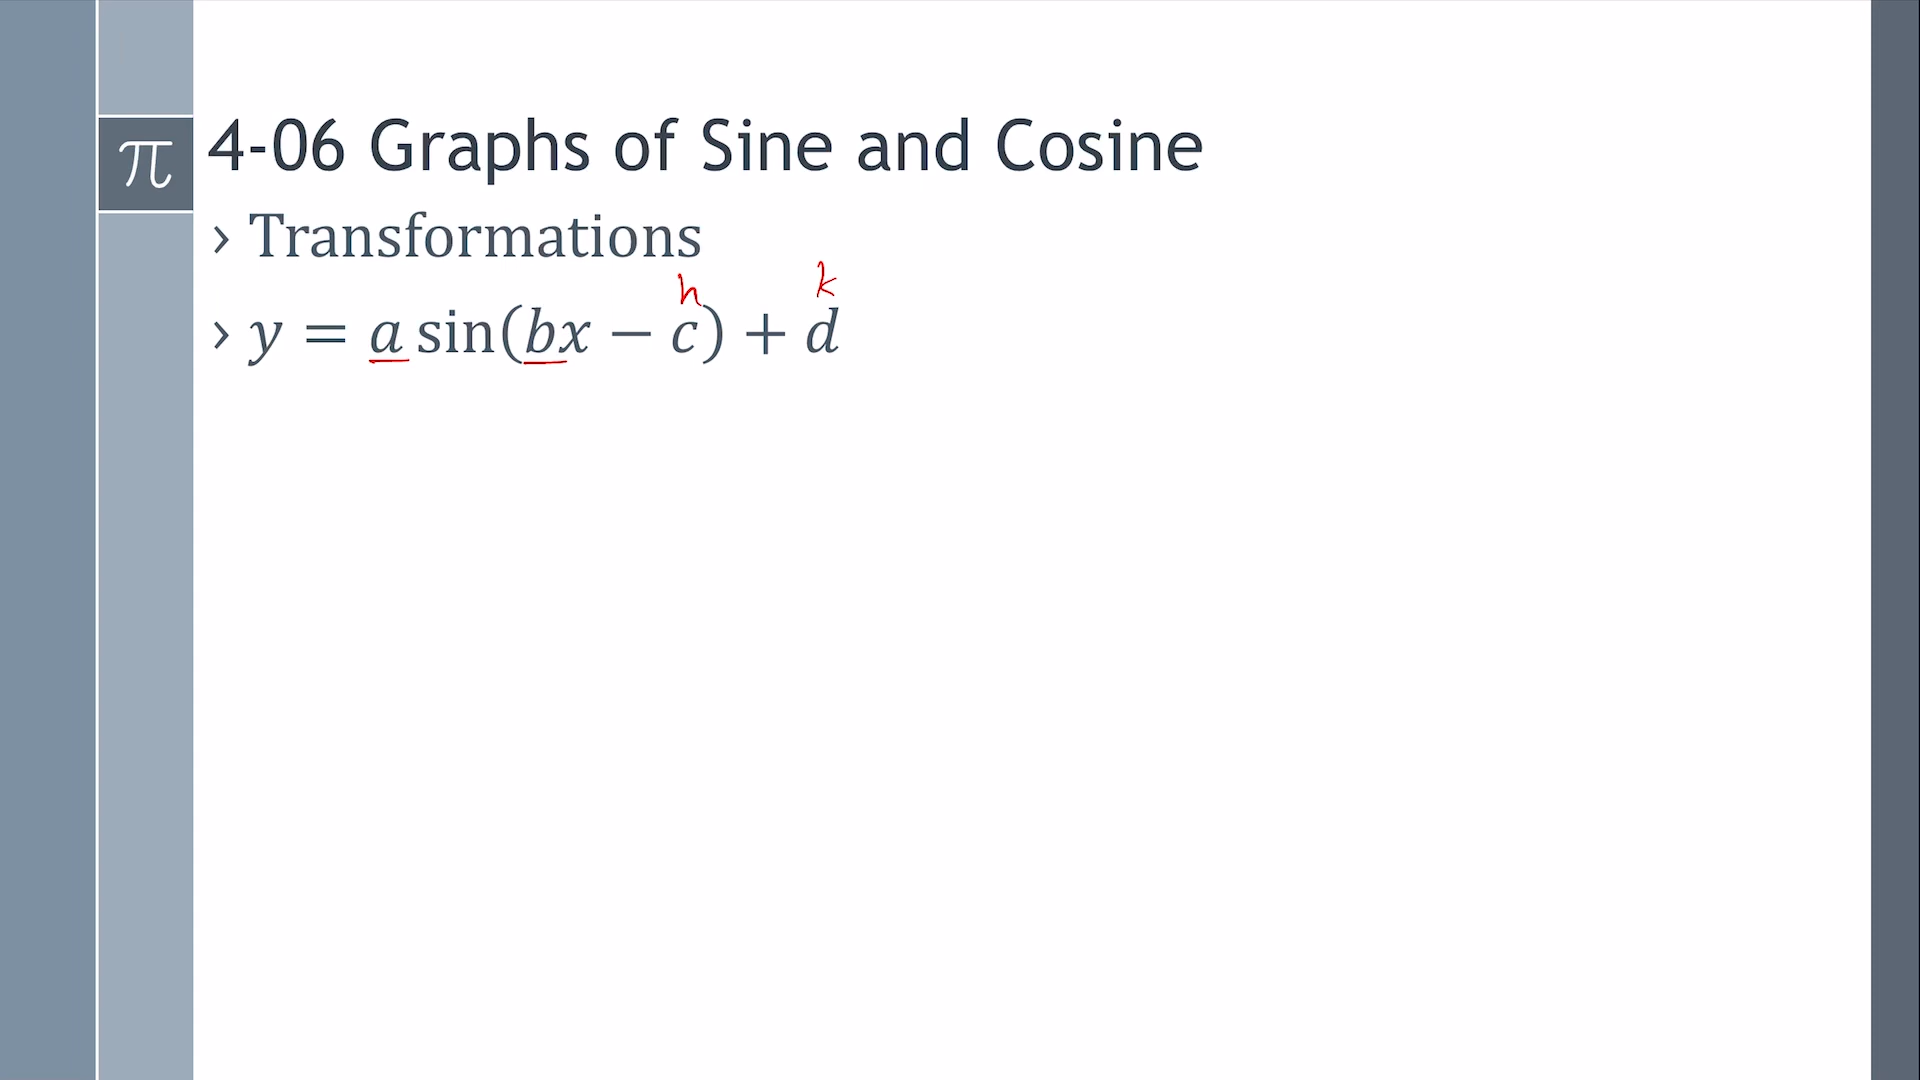 π
4-06 Graphs of Sine and Cosine
› Transformations
h k
› y = a sin(bx − c) + d